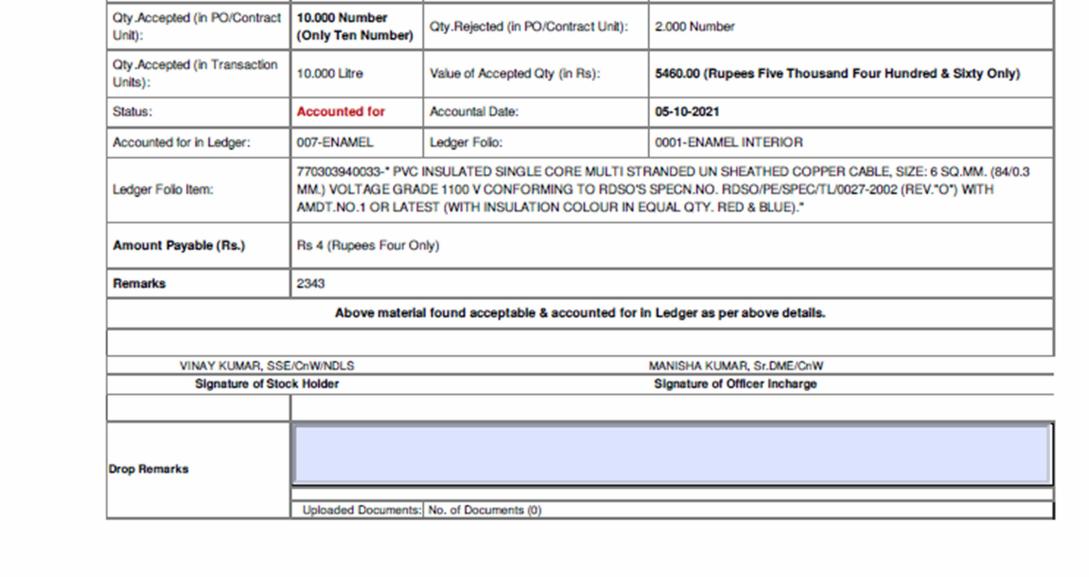 Qty.Accepted (in PO/Contract Unit): 10.000 Number (Only Ten Number) Qty.Rejected (in PO/Contract Unit): 2.000 Number
Qty.Accepted (in Transaction Units): 10.000 Litre Value of Accepted Qty (in Rs): 5460.00 (Rupees Five Thousand Four Hundred & Sixty Only)
Status: Accounted for Accountal Date: 05-10-2021
Accounted for in Ledger: 007-ENAMEL Ledger Folio: 0001-ENAMEL INTERIOR
Ledger Folio Item: 770303940033-" PVC INSULATED SINGLE CORE MULTI STRANDED UN SHEATHED COPPER CABLE, SIZE: 6 SQ.MM. (84/0.3
MM.) VOLTAGE GRADE 1100 V CONFORMING TO RDSO'S SPECN.NO. RDSO/PE/SPEC/TL/0027-2002 (REV."O") WITH
AMDT.NO.1 OR LATEST (WITH INSULATION COLOUR IN EQUAL QTY. RED & BLUE)."
Amount Payable (Rs.) Rs 4 (Rupees Four Only)
Remarks 2343
Above material found acceptable & accounted for in Ledger as per above details.
VINAY KUMAR, SSE/CnW/NDLS MANISHA KUMAR, Sr.DME/CnW
Signature of Stock Holder Signature of Officer Incharge
Drop Remarks
Uploaded Documents: No. of Documents (0)